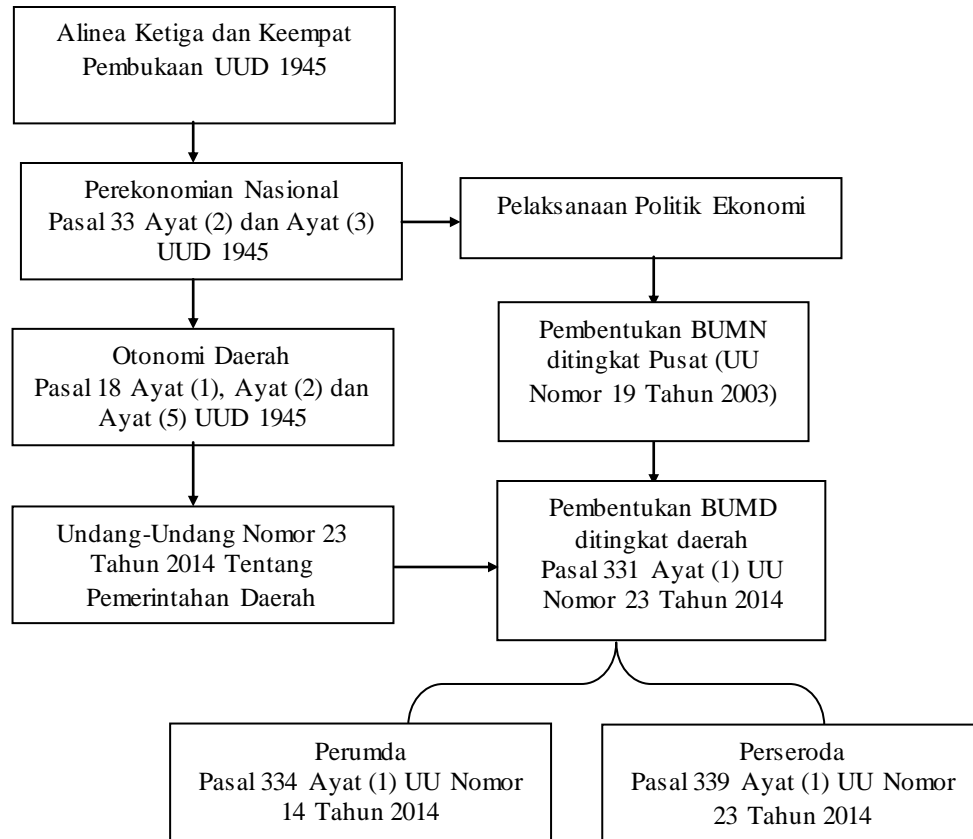 Alinea Ketiga dan Keempat
Pembukaan UUD 1945
Perekonomian Nasional
Pasal 33 Ayat (2) dan Ayat (3)
UUD 1945
Pelaksanaan Politik Ekonomi
Otonomi Daerah
Pasal 18 Ayat (1), Ayat (2) dan
Ayat (5) UUD 1945
Pembentukan BUMN
ditingkat Pusat (UU
Nomor 19 Tahun 2003)
Undang-Undang Nomor 23
Tahun 2014 Tentang
Pemerintahan Daerah
Pembentukan BUMD
ditingkat daerah
Pasal 331 Ayat (1) UU
Nomor 23 Tahun 2014
Perumda
Pasal 334 Ayat (1) UU Nomor
14 Tahun 2014
Perseroda
Pasal 339 Ayat (1) UU Nomor
23 Tahun 2014